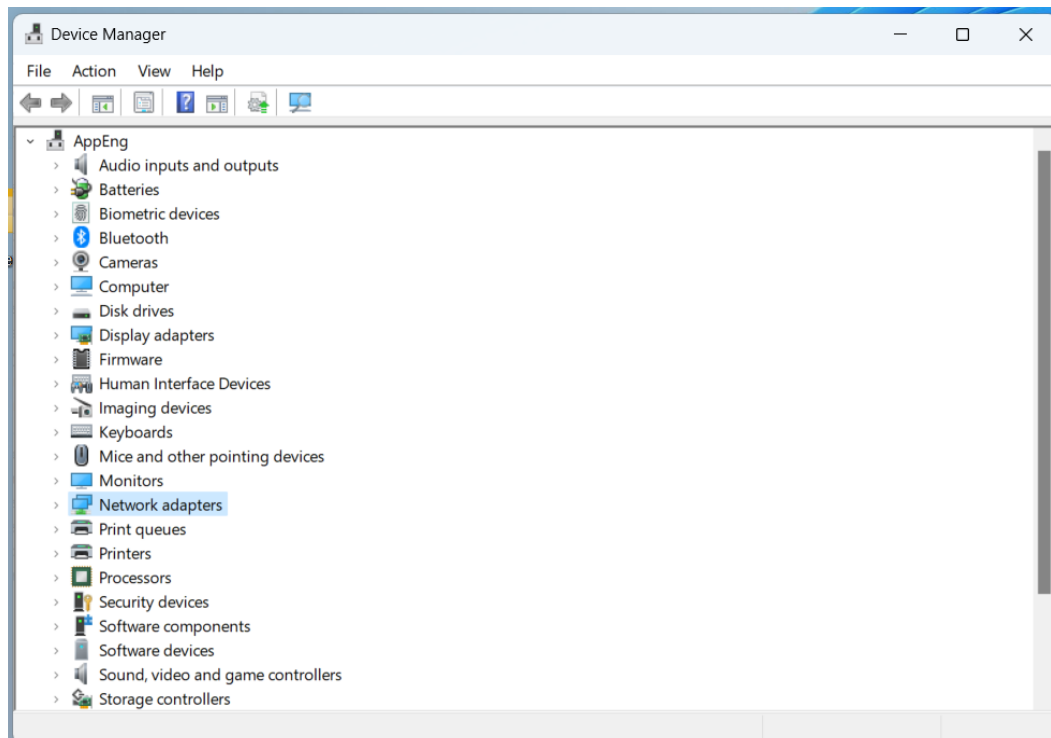 Device Manager
File Action View Help
AppEng
Audio inputs and outputs
Batteries
Biometric devices
Bluetooth
Cameras
Computer
Disk drives
Display adapters
Firmware
Human Interface Devices
Imaging devices
Keyboards
Mice and other pointing devices
Monitors
Network adapters
Print queues
Printers
Processors
Security devices
Software components
Software devices
Sound, video and game controllers
Storage controllers